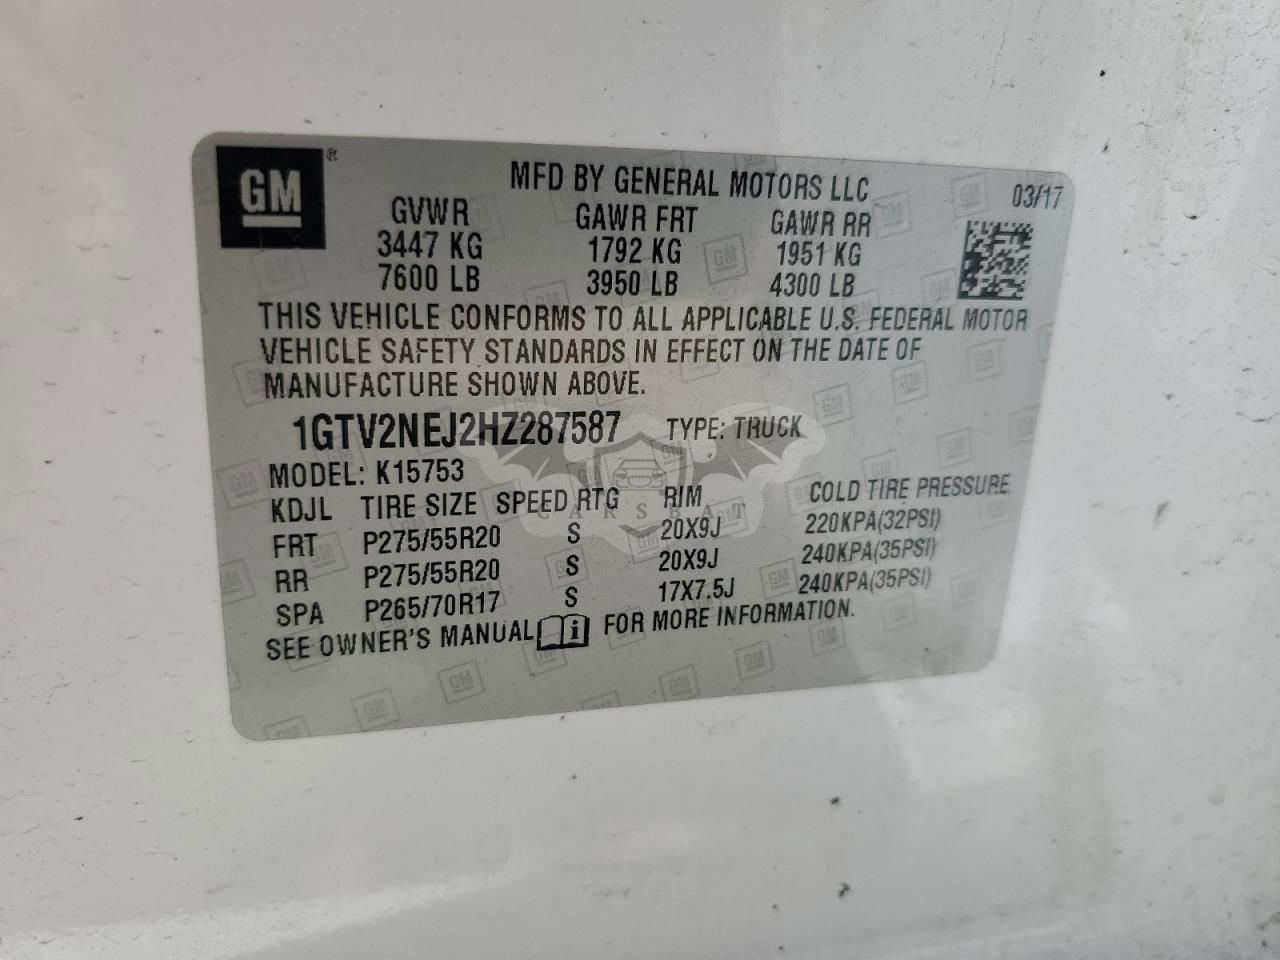 GM ®
MFD BY GENERAL MOTORS LLC 03/17
GVWR GAWR FRT GAWR RR
3447 KG 1792 KG 1951 KG
7600 LB 3950 LB 4300 LB
THIS VEHICLE CONFORMS TO ALL APPLICABLE U.S. FEDERAL MOTOR
VEHICLE SAFETY STANDARDS IN EFFECT ON THE DATE OF
MANUFACTURE SHOWN ABOVE.
1GTV2NEJ2HZ287587 TYPE: TRUCK
MODEL: K15753
KDJL TIRE SIZE SPEED RTG RIM COLD TIRE PRESSURE
FRT P275/55R20 S 20X9J 220KPA(32PSI)
RR P275/55R20 S 20X9J 240KPA(35PSI)
SPA P265/70R17 S 17X7.5J 240KPA(35PSI)
SEE OWNER'S MANUAL i FOR MORE INFORMATION.
CARSBAT